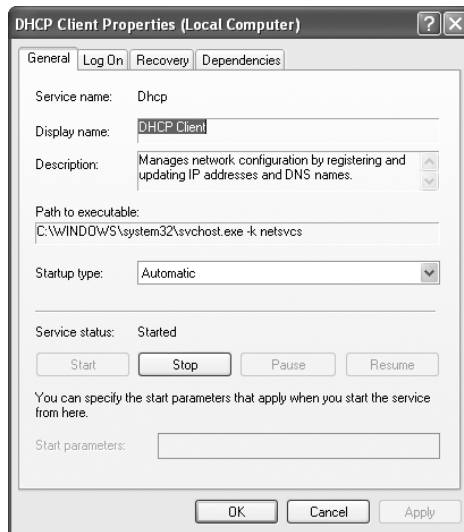 DHCP Client Properties (Local Computer)
General Log On Recovery Dependencies
Service name: Dhcp
Display name: DHCP Client
Description: Manages network configuration by registering and
updating IP addresses and DNS names.
Path to executable:
C:\WINDOWS\system32\svchost.exe -k netsvcs
Startup type: Automatic
Service status: Started
Start Stop Pause Resume
You can specify the start parameters that apply when you start the service
from here.
Start parameters:
OK Cancel Apply